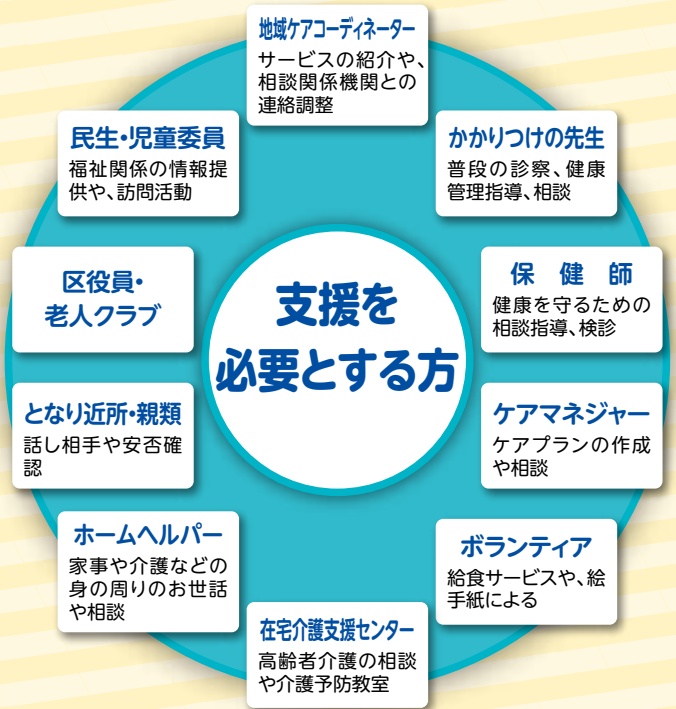 地域ケアコーディネーター
サービスの紹介や、
相談関係機関との
連絡調整
かかりつけの先生
普段の診察、健康
管理指導、相談
保健師
健康を守るための
相談指導、検診
ケアマネジャー
ケアプランの作成
や相談
ボランティア
給食サービスや、絵
手紙による
在宅介護支援センター
高齢者介護の相談
や介護予防教室
ホームヘルパー
家事や介護などの
身の周りのお世話
や相談
となり近所・親類
話し相手や安否確
認
区役員・
老人クラブ
民生・児童委員
福祉関係の情報提
供や、訪問活動
支援を
必要とする方